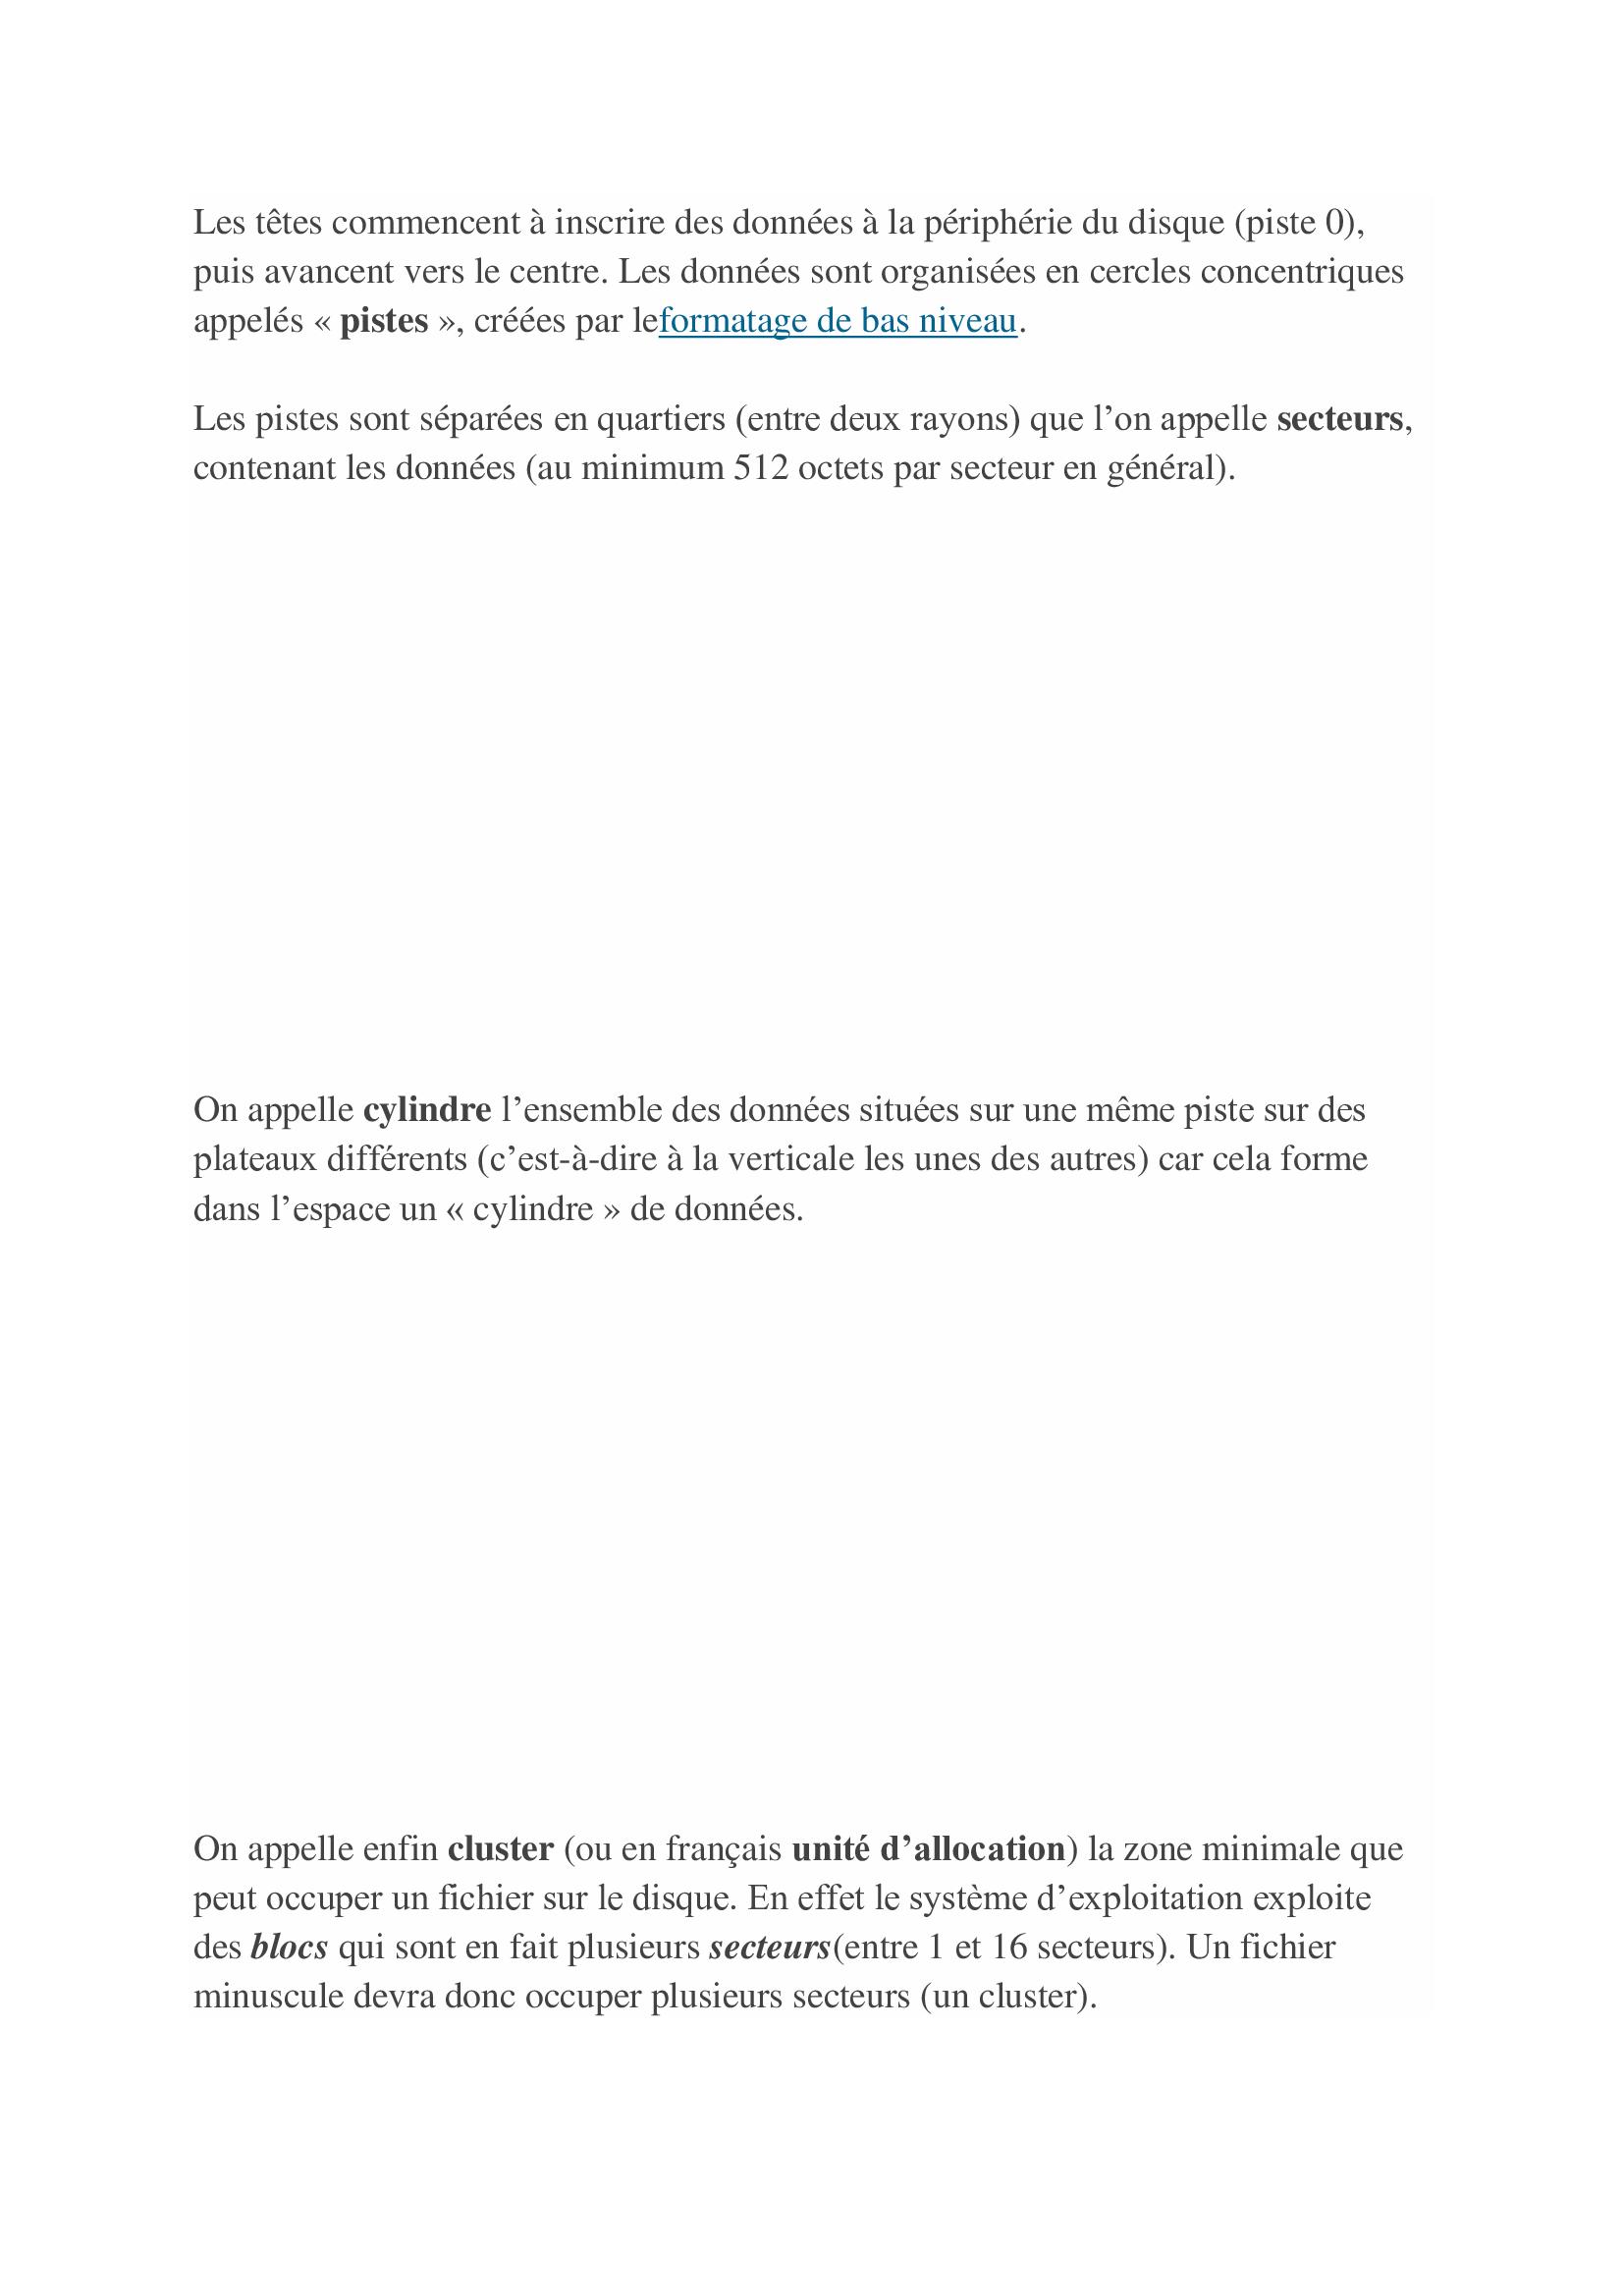 Les têtes commencent à inscrire des données à la périphérie du disque (piste 0),
puis avancent vers le centre. Les données sont organisées en cercles concentriques
appelés « pistes », créées par leformatage de bas niveau.
Les pistes sont séparées en quartiers (entre deux rayons) que l’on appelle secteurs,
contenant les données (au minimum 512 octets par secteur en général).
On appelle cylindre l’ensemble des données situées sur une même piste sur des
plateaux différents (c’est-à-dire à la verticale les unes des autres) car cela forme
dans l’espace un « cylindre » de données.
On appelle enfin cluster (ou en français unité d’allocation) la zone minimale que
peut occuper un fichier sur le disque. En effet le système d’exploitation exploite
des blocs qui sont en fait plusieurs secteurs(entre 1 et 16 secteurs). Un fichier
minuscule devra donc occuper plusieurs secteurs (un cluster).